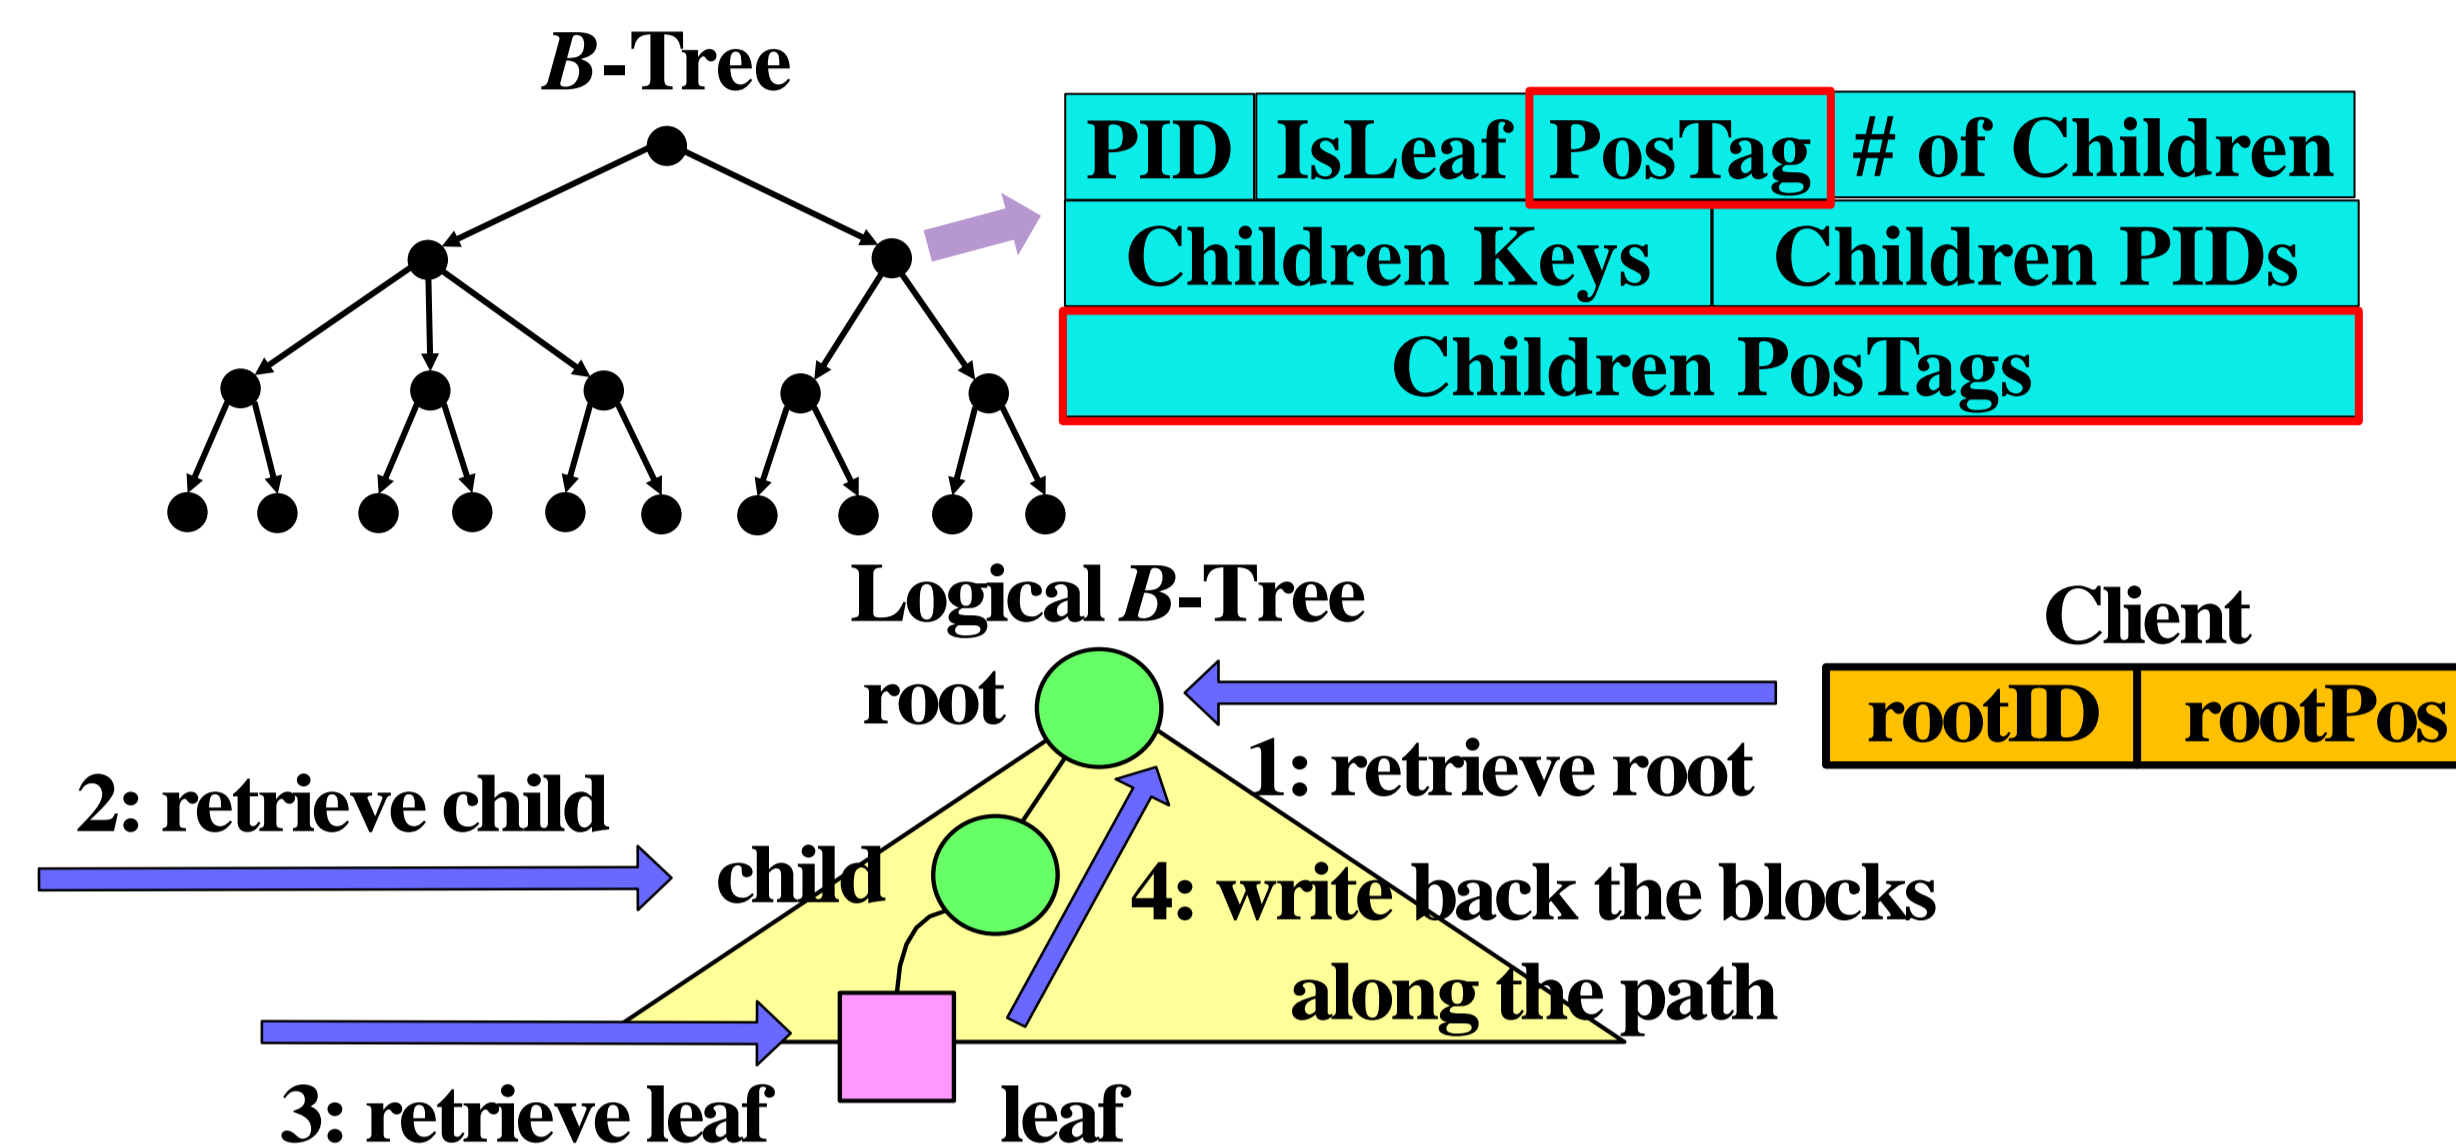 B-Tree
PID IsLeaf PosTag # of Children
Children Keys Children PIDs
Children PosTags
Logical B-Tree
Client
root
rootID rootPos
1: retrieve root
2: retrieve child
child
4: write back the blocks
along the path
3: retrieve leaf
leaf